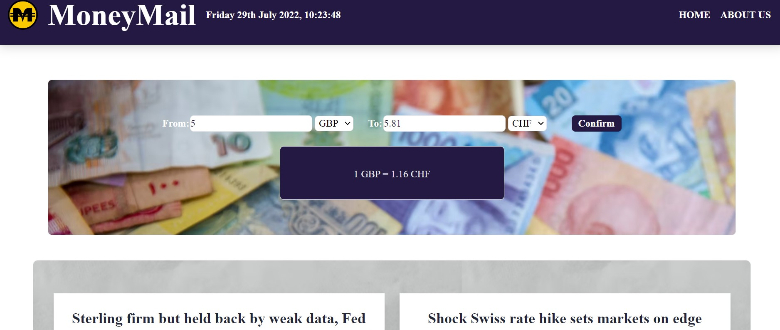 MoneyMail Friday 29th July 2022, 10:23:48 HOME ABOUT US
From: 5 GBP To: 5.81 CHF Confirm
1 GBP = 1.16 CHF
Sterling firm but held back by weak data, Fed
Shock Swiss rate hike sets markets on edge